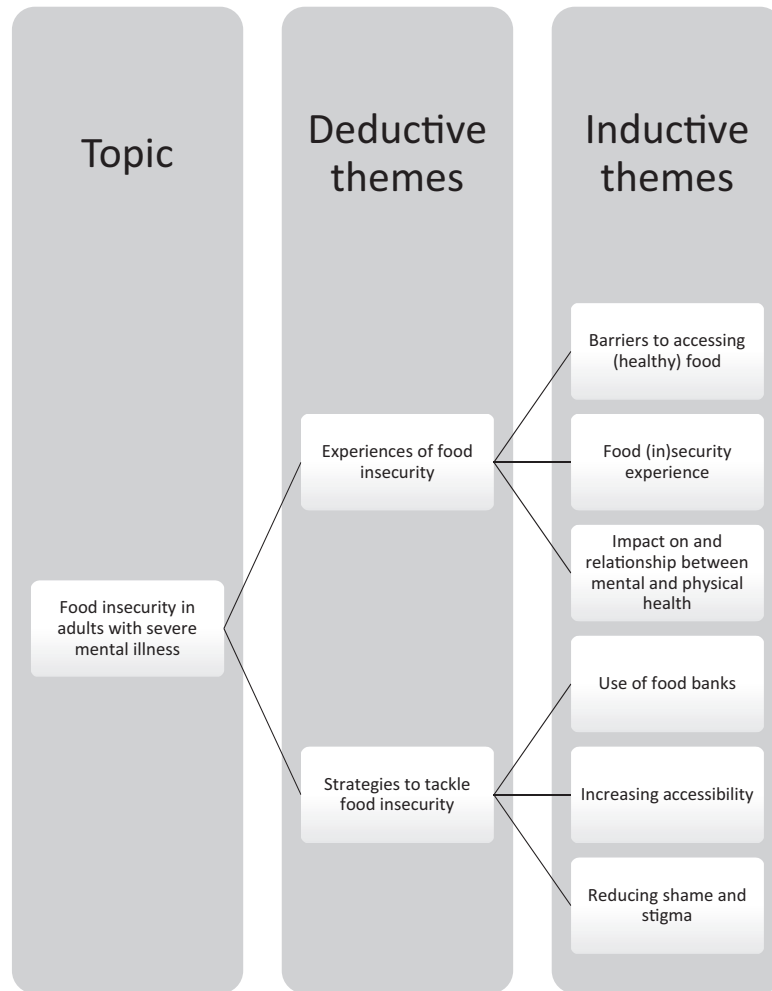 Topic
Deductive
themes
Inductive
themes
Food insecurity in
adults with severe
mental illness
Experiences of food
insecurity
Strategies to tackle
food insecurity
Barriers to accessing
(healthy) food
Food (in)security
experience
Impact on and
relationship between
mental and physical
health
Use of food banks
Increasing accessibility
Reducing shame and
stigma